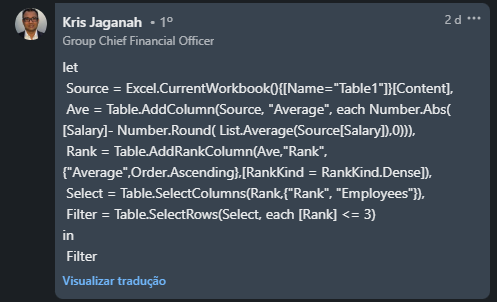 Kris Jaganah • 1º
2 d ...
Group Chief Financial Officer
let
Source = Excel.CurrentWorkbook(){[Name="Table1"]}[Content],
Ave = Table.AddColumn(Source, "Average", each Number.Abs(
[Salary]- Number.Round( List.Average(Source[Salary]),0))),
Rank = Table.AddRankColumn(Ave,"Rank",
{"Average",Order.Ascending},[RankKind = RankKind.Dense]),
Select = Table.SelectColumns(Rank,{"Rank", "Employees"}),
Filter = Table.SelectRows(Select, each [Rank] <= 3)
in
Filter
Visualizar tradução